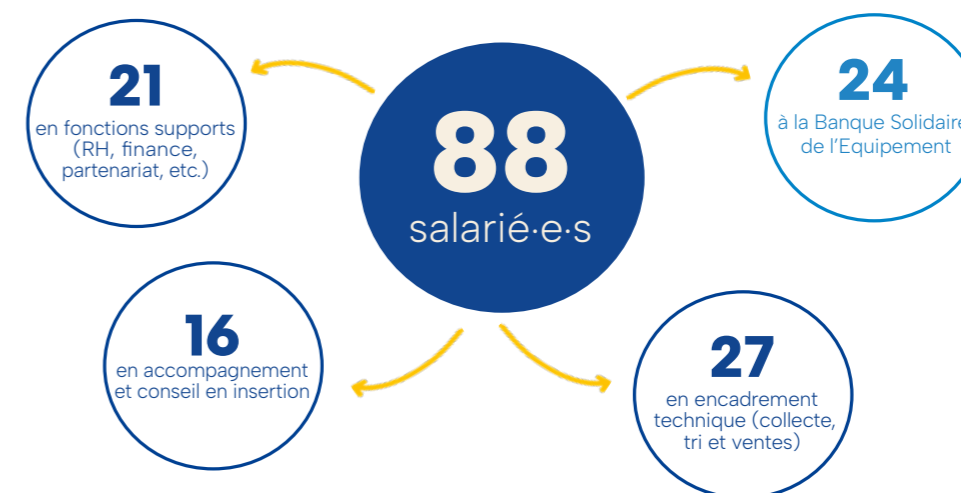 88
salarié·e·s
21
en fonctions supports
(RH, finance,
partenariat, etc.)
24
à la Banque Solidaire
de l'Equipement
16
en accompagnement
et conseil en insertion
27
en encadrement
technique (collecte,
tri et ventes)